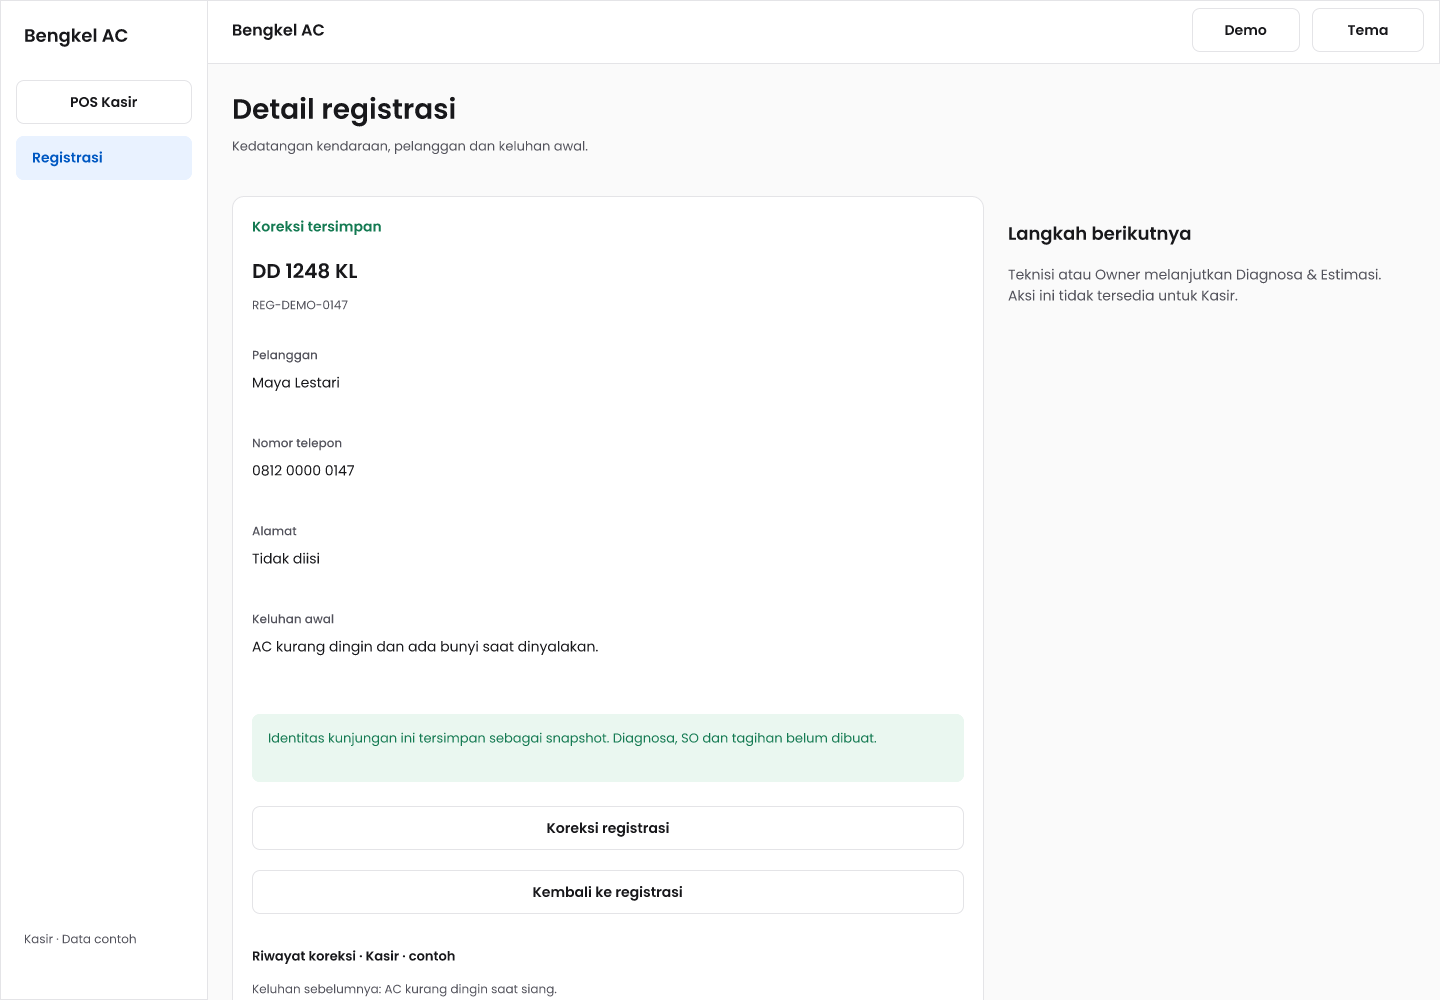 Bengkel AC
POS Kasir
Registrasi
Kasir · Data contoh
Bengkel AC
Demo
Tema
Detail registrasi
Kedatangan kendaraan, pelanggan dan keluhan awal.
Koreksi tersimpan
DD 1248 KL
REG-DEMO-0147
Pelanggan
Maya Lestari
Nomor telepon
0812 0000 0147
Alamat
Tidak diisi
Keluhan awal
AC kurang dingin dan ada bunyi saat dinyalakan.
Identitas kunjungan ini tersimpan sebagai snapshot. Diagnosa, SO dan tagihan belum dibuat.
Koreksi registrasi
Kembali ke registrasi
Riwayat koreksi · Kasir · contoh
Keluhan sebelumnya: AC kurang dingin saat siang.
Langkah berikutnya
Teknisi atau Owner melanjutkan Diagnosa & Estimasi.
Aksi ini tidak tersedia untuk Kasir.